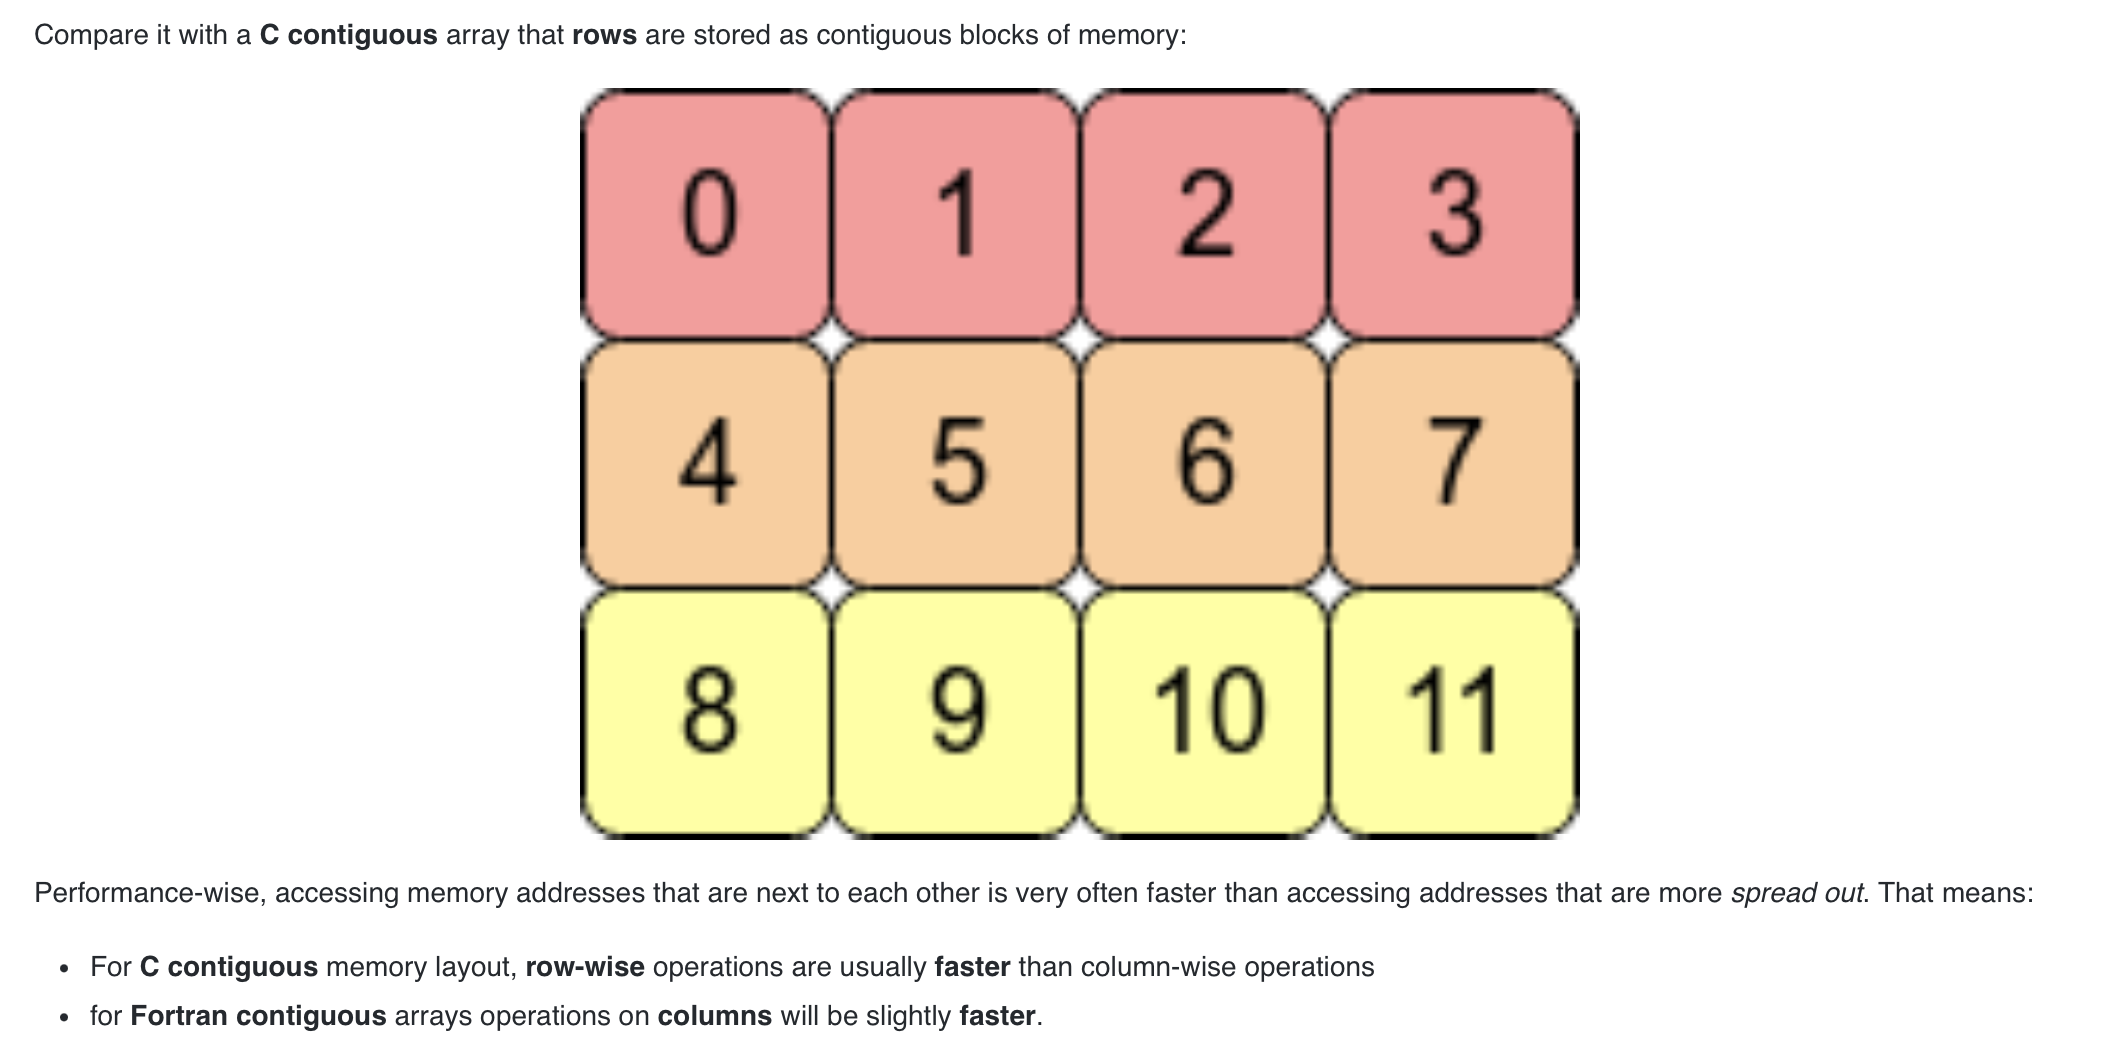 Compare it with a C contiguous array that rows are stored as contiguous blocks of memory:
0 1 2 3
4 5 6 7
8 9 10 11
Performance-wise, accessing memory addresses that are next to each other is very often faster than accessing addresses that are more spread out. That means:
• For C contiguous memory layout, row-wise operations are usually faster than column-wise operations
• for Fortran contiguous arrays operations on columns will be slightly faster.